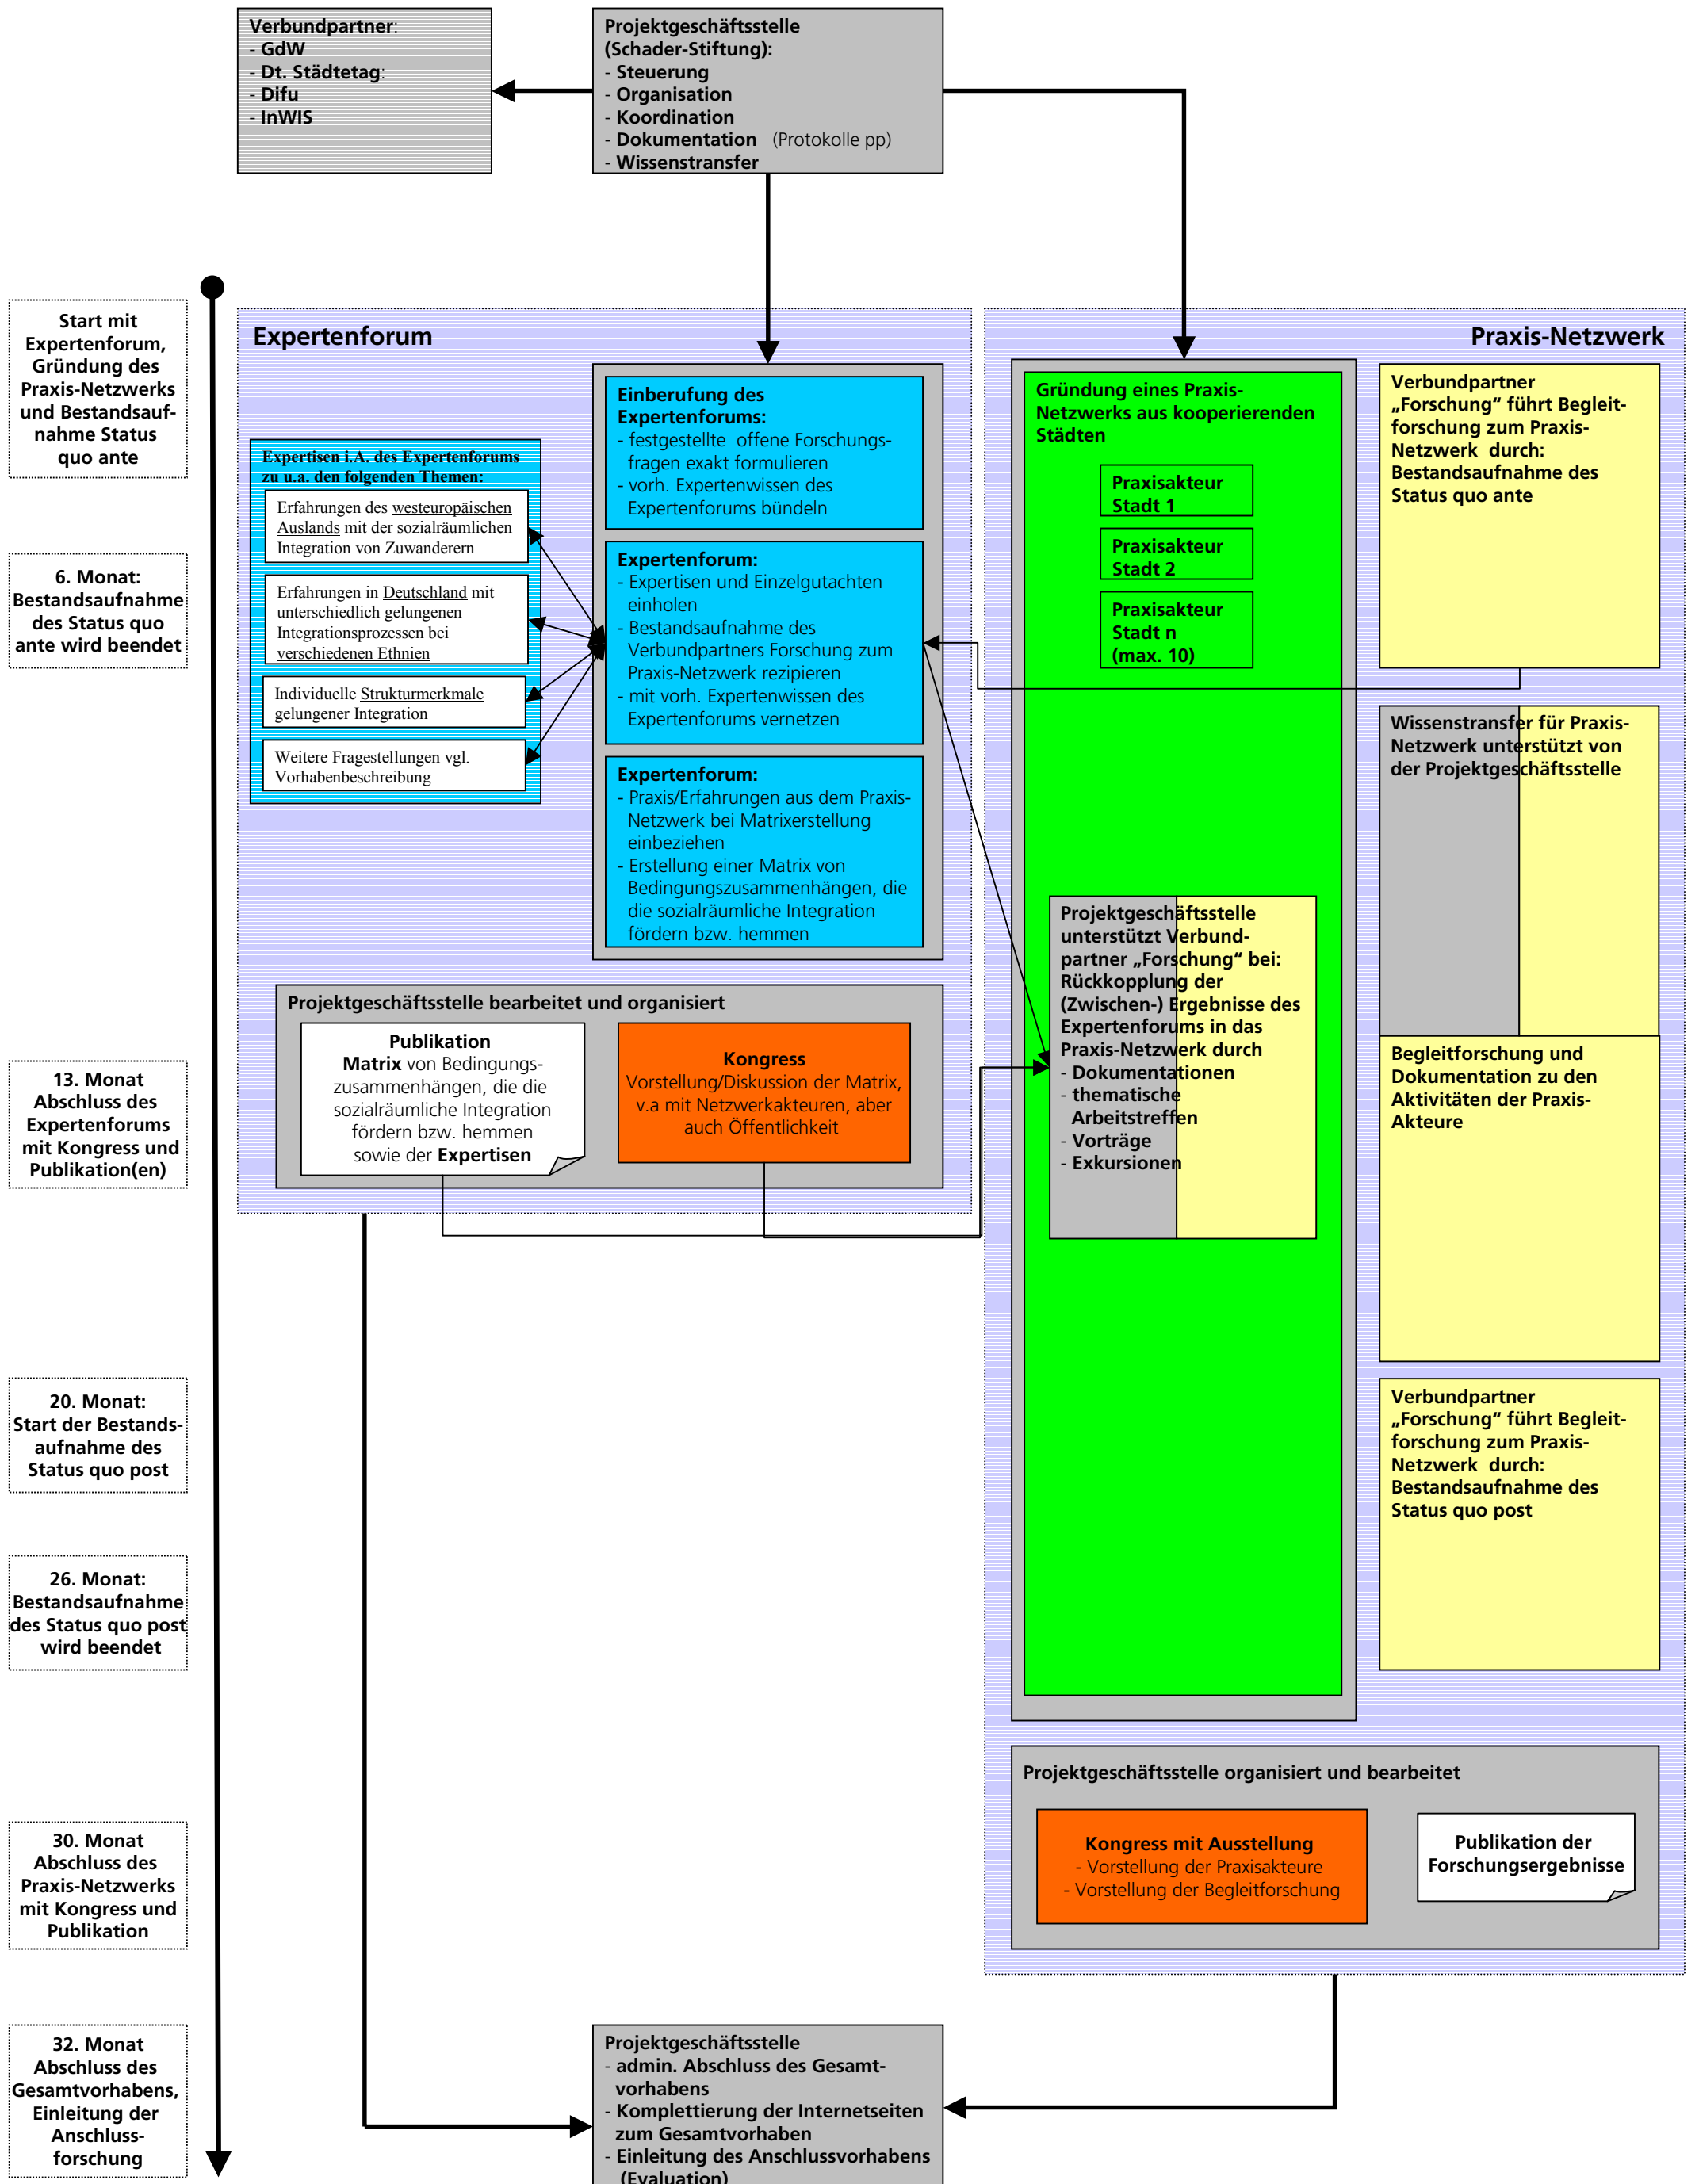 Verbundpartner:
- GdW
- Dt. Städtetag:
- Difu
- InWIS
Projektgeschäftsstelle
(Schader-Stiftung):
- Steuerung
- Organisation
- Koordination
- Dokumentation (Protokolle pp)
- Wissenstransfer
Start mit
Expertenforum,
Gründung des
Praxis-Netzwerks
und Bestandsauf-
nahme Status
quo ante
6. Monat:
Bestandsaufnahme
des Status quo
ante wird beendet
13. Monat
Abschluss des
Expertenforums
mit Kongress und
Publikation(en)
20. Monat:
Start der Bestands-
aufnahme des
Status quo post
26. Monat:
Bestandsaufnahme
des Status quo post
wird beendet
30. Monat
Abschluss des
Praxis-Netzwerks
mit Kongress und
Publikation
32. Monat
Abschluss des
Gesamtvorhabens,
Einleitung der
Anschluss-
forschung
Expertenforum
Expertisen i.A. des Expertenforums
zu u.a. den folgenden Themen:
Erfahrungen des westeuropäischen
Auslands mit der sozialräumlichen
Integration von Zuwanderern
Erfahrungen in Deutschland mit
unterschiedlich gelungenen
Integrationsprozessen bei
verschiedenen Ethnien
Individuelle Strukturmerkmale
gelungener Integration
Weitere Fragestellungen vgl.
Vorhabenbeschreibung
Einberufung des
Expertenforums:
- festgestellte offene Forschungs-
fragen exakt formulieren
- vorh. Expertenwissen des
Expertenforums bündeln
Expertenforum:
- Expertisen und Einzelgutachten
einholen
- Bestandsaufnahme des
Verbundpartners Forschung zum
Praxis-Netzwerk rezipieren
- mit vorh. Expertenwissen des
Expertenforums vernetzen
Expertenforum:
- Praxis/Erfahrungen aus dem Praxis-
Netzwerk bei Matrixerstellung
einbeziehen
- Erstellung einer Matrix von
Bedingungszusammenhängen, die
die sozialräumliche Integration
fördern bzw. hemmen
Projektgeschäftsstelle bearbeitet und organisiert
Publikation
Matrix von Bedingungs-
zusammenhängen, die die
sozialräumliche Integration
fördern bzw. hemmen
sowie der Expertisen
Kongress
Vorstellung/Diskussion der Matrix,
v.a mit Netzwerkakteuren, aber
auch Öffentlichkeit
Praxis-Netzwerk
Gründung eines Praxis-
Netzwerks aus kooperierenden
Städten
Praxisakteur
Stadt 1
Praxisakteur
Stadt 2
Praxisakteur
Stadt n
(max. 10)
Projektgeschäftsstelle
unterstützt Verbund-
partner „Forschung“ bei:
Rückkopplung der
(Zwischen-) Ergebnisse des
Expertenforums in das
Praxis-Netzwerk durch
- Dokumentationen
- thematische
Arbeitstreffen
- Vorträge
- Exkursionen
Verbundpartner
„Forschung“ führt Begleit-
forschung zum Praxis-
Netzwerk durch:
Bestandsaufnahme des
Status quo ante
Wissenstransfer für Praxis-
Netzwerk unterstützt von
der Projektgeschäftsstelle
Begleitforschung und
Dokumentation zu den
Aktivitäten der Praxis-
Akteure
Verbundpartner
„Forschung“ führt Begleit-
forschung zum Praxis-
Netzwerk durch:
Bestandsaufnahme des
Status quo post
Projektgeschäftsstelle organisiert und bearbeitet
Kongress mit Ausstellung
- Vorstellung der Praxisakteure
- Vorstellung der Begleitforschung
Publikation der
Forschungsergebnisse
Projektgeschäftsstelle
- admin. Abschluss des Gesamt-
vorhabens
- Komplettierung der Internetseiten
zum Gesamtvorhaben
- Einleitung des Anschlussvorhabens
(Evaluation)